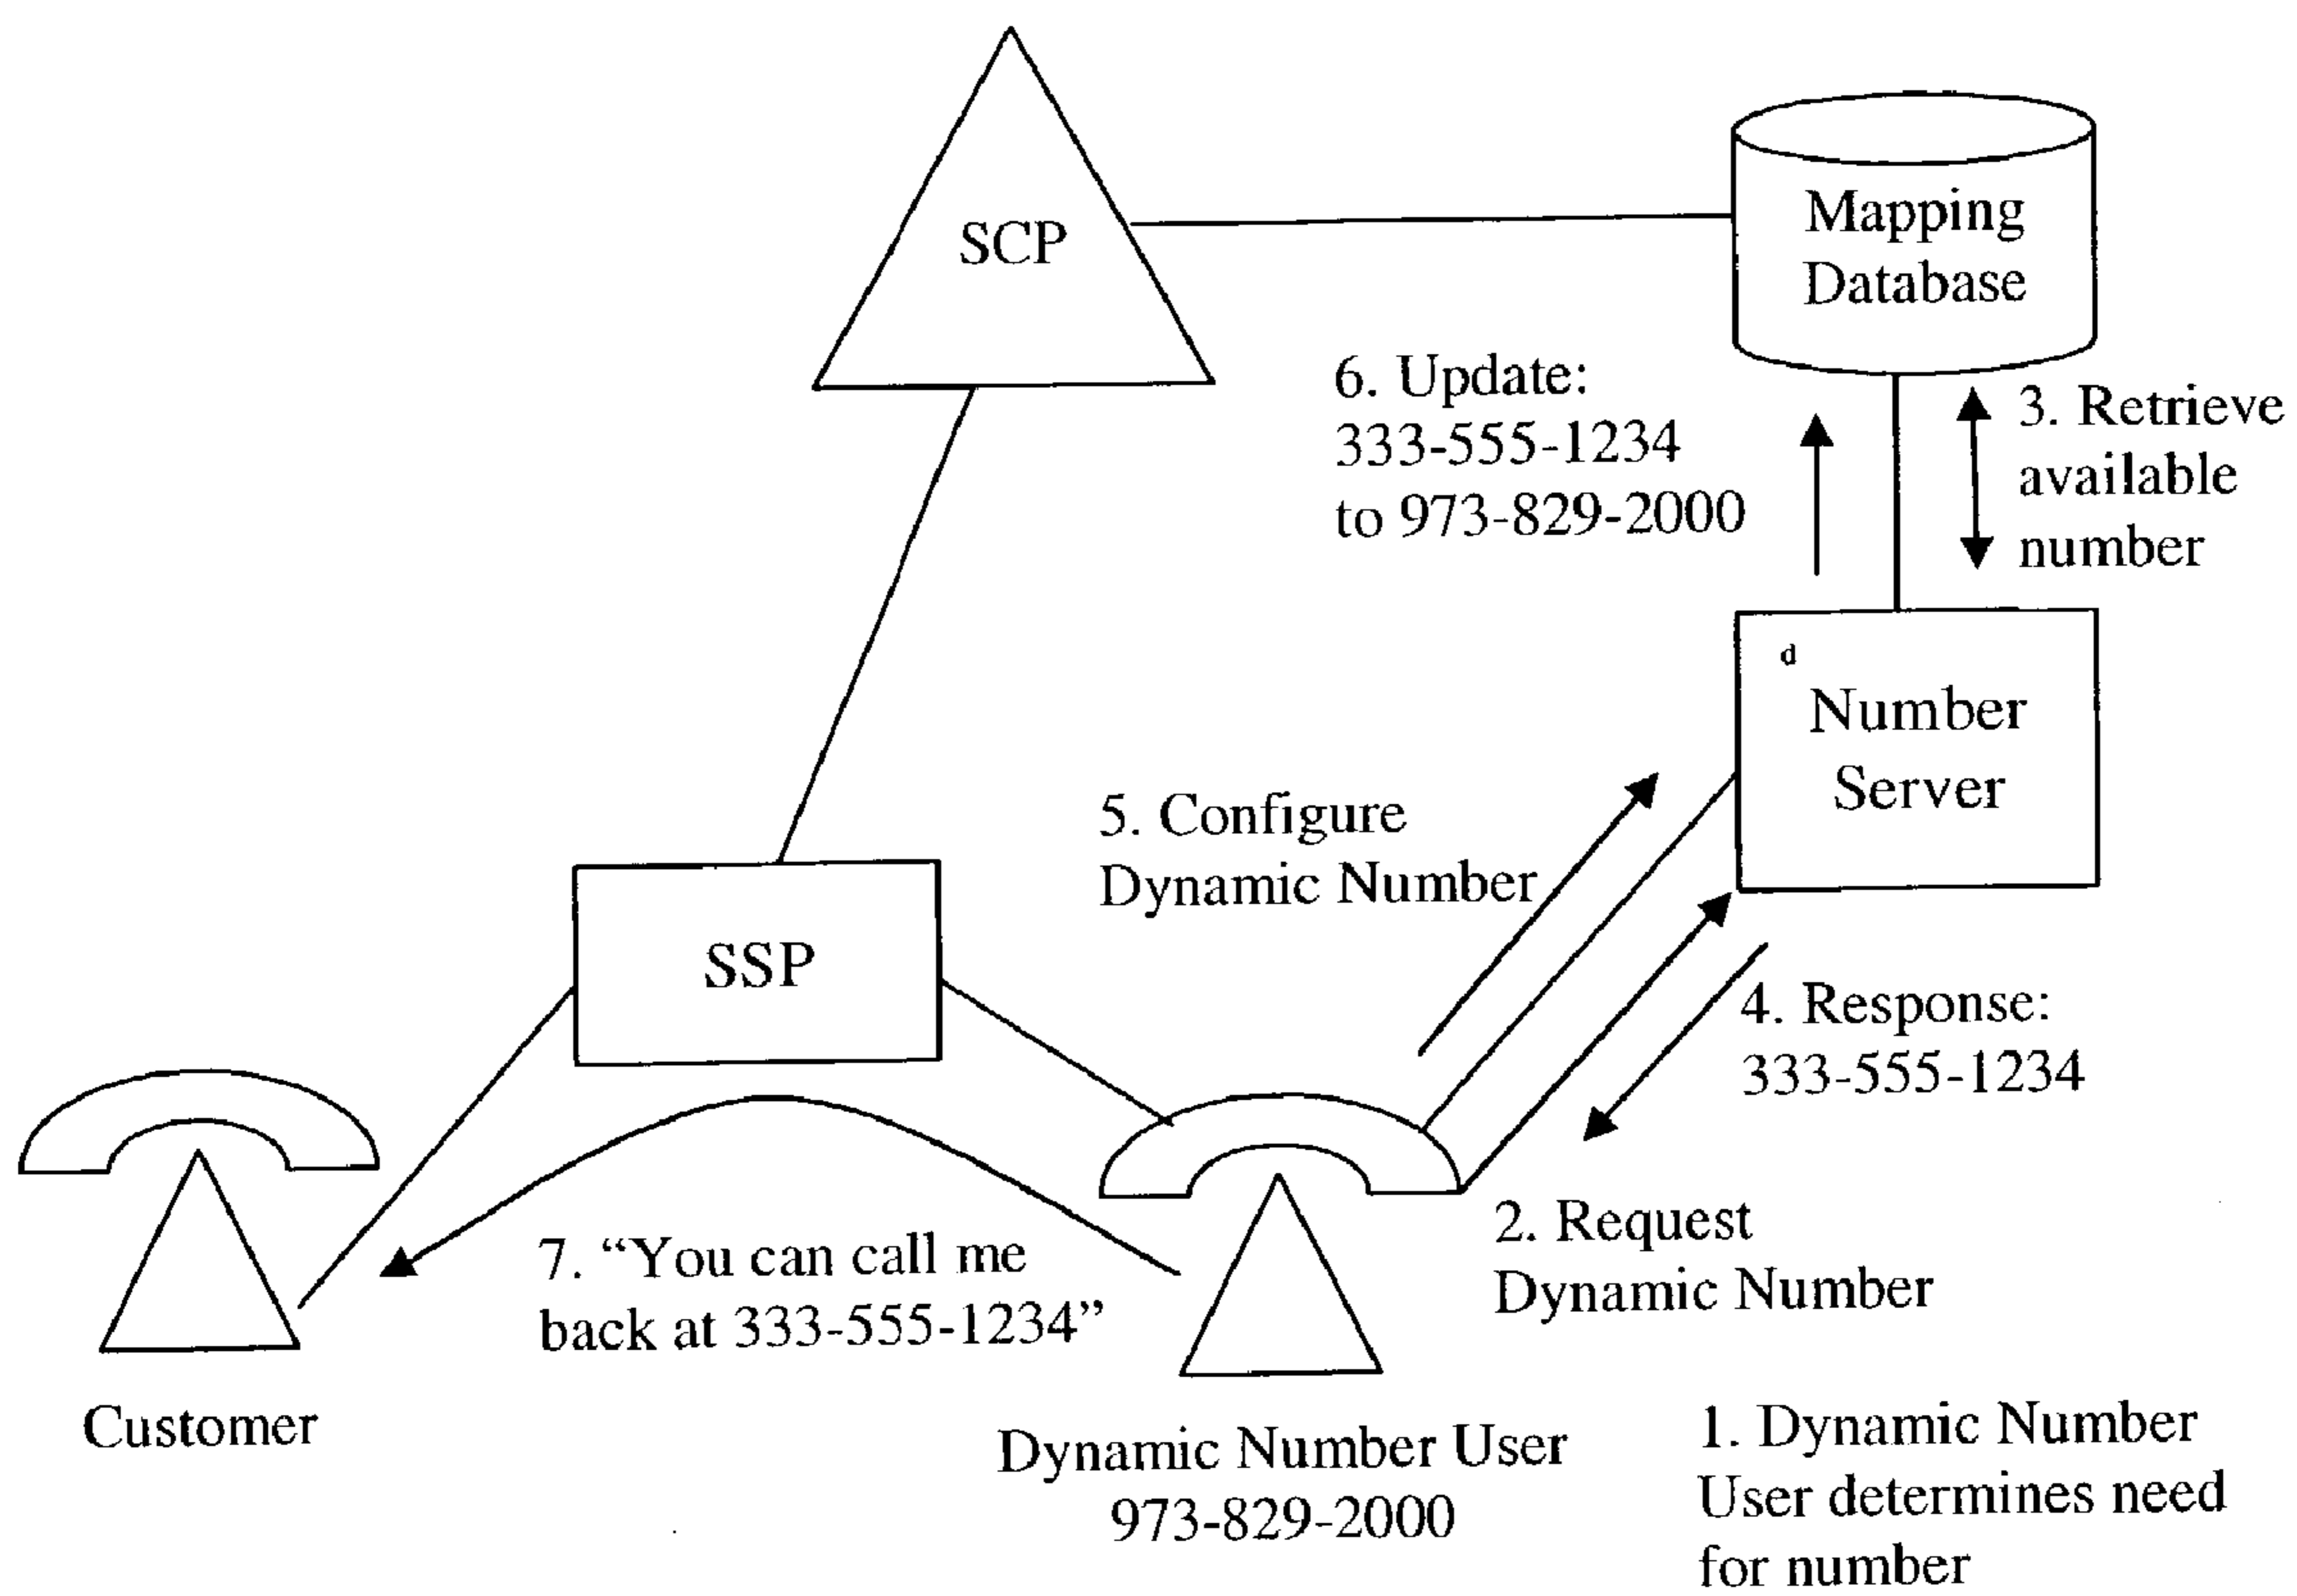 SCP
Mapping
Database
6. Update:
333-555-1234
to 973-829-2000
3. Retrieve
available
number
d
Number
Server
5. Configure
Dynamic Number
SSP
4. Response:
333-555-1234
2. Request
Dynamic Number
7. “You can call me
back at 333-555-1234”
Customer
Dynamic Number User
973-829-2000
1. Dynamic Number
User determines need
for number